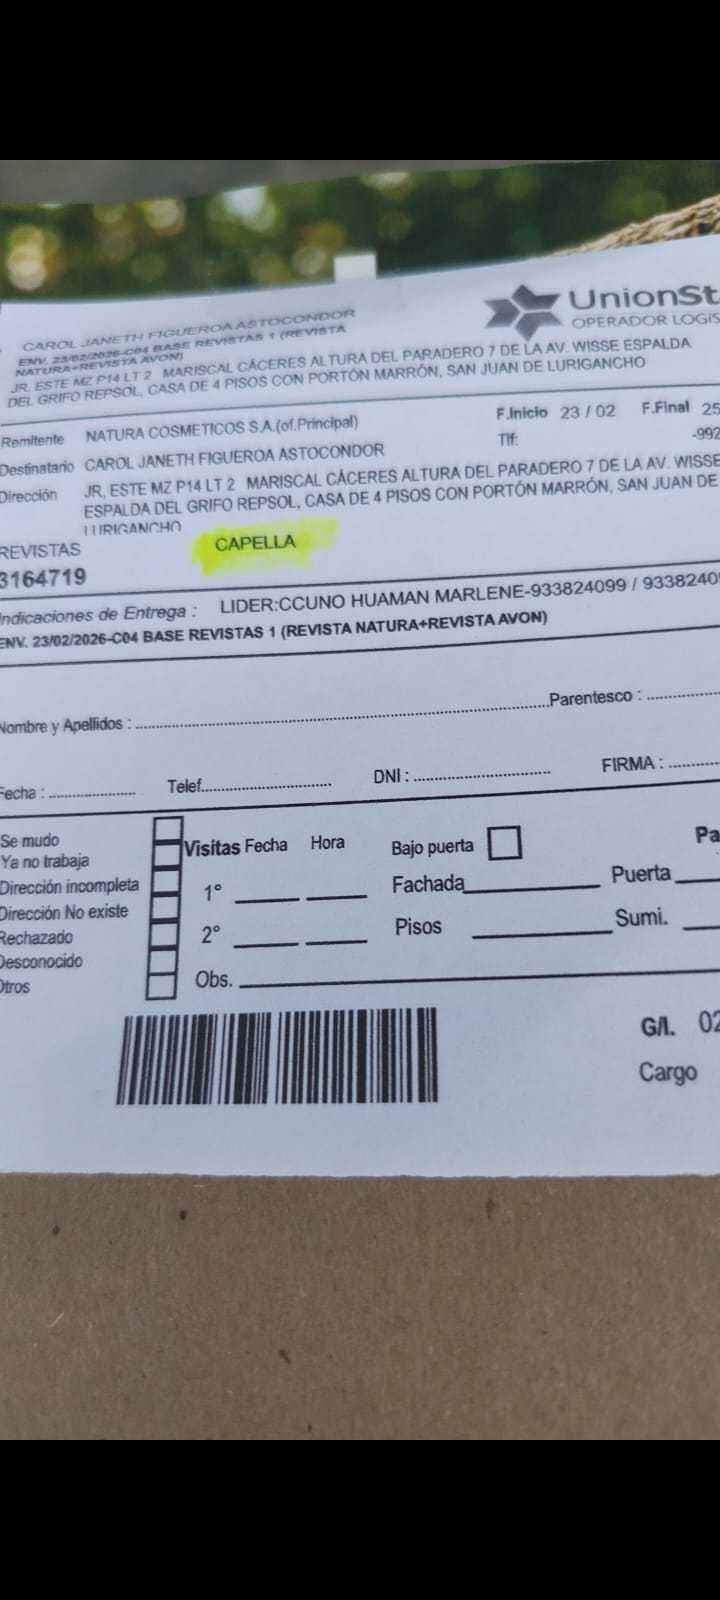 CAROL JANETH FIGUEROA ASTOCONDOR
ENV. 23/02/2026-C04 BASE REVISTAS 1 (REVISTA
NATURA+REVISTA AVON)
JR, ESTE MZ P14 LT 2 MARISCAL CÁCERES ALTURA DEL PARADERO 7 DE LA AV. WISSE ESPALDA
DEL GRIFO REPSOL, CASA DE 4 PISOS CON PORTÓN MARRÓN, SAN JUAN DE LURIGANCHO
UnionSt
OPERADOR LOGIS
Remitente NATURA COSMETICOS S.A.(of.Principal) F.Inicio 23 / 02 F.Final 25
Destinatario CAROL JANETH FIGUEROA ASTOCONDOR Tlf: -992
Dirección JR, ESTE MZ P14 LT 2 MARISCAL CÁCERES ALTURA DEL PARADERO 7 DE LA AV. WISSE
ESPALDA DEL GRIFO REPSOL, CASA DE 4 PISOS CON PORTÓN MARRÓN, SAN JUAN DE
LURIGANCHO
REVISTAS CAPELLA
3164719
Indicaciones de Entrega : LIDER:CCUNO HUAMAN MARLENE-933824099 / 93382409
ENV. 23/02/2026-C04 BASE REVISTAS 1 (REVISTA NATURA+REVISTA AVON)
Nombre y Apellidos : Parentesco :
Fecha : Telef. DNI : FIRMA :
Se mudo
Ya no trabaja
Dirección incompleta
Dirección No existe
Rechazado
Desconocido
Otros
Visitas Fecha Hora Bajo puerta Pa
1° Fachada Puerta
2° Pisos Sumi.
Obs.
G/I. 02
Cargo